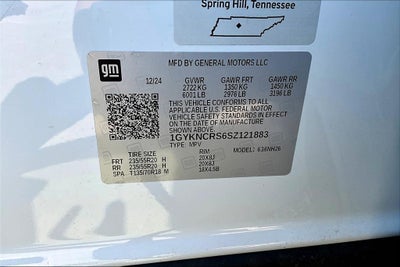 Spring Hill, Tennessee
gm
MFD BY GENERAL MOTORS LLC
12/24 GVWR GAWR FRT GAWR RR
2722 KG 1350 KG 1450 KG
6001 LB 2976 LB 3196 LB
THIS VEHICLE CONFORMS TO ALL
APPLICABLE U.S. FEDERAL MOTOR
VEHICLE SAFETY STANDARDS IN EFFECT
ON THE DATE OF MANUFACTURE SHOWN ABOVE.
1GYKNCRS6SZ121883
TYPE: MPV
TIRE SIZE RIM
FRT 235/55R20 H 20X8J
RR 235/55R20 H 20X8J
SPA T135/70R18 M 18X4.5B